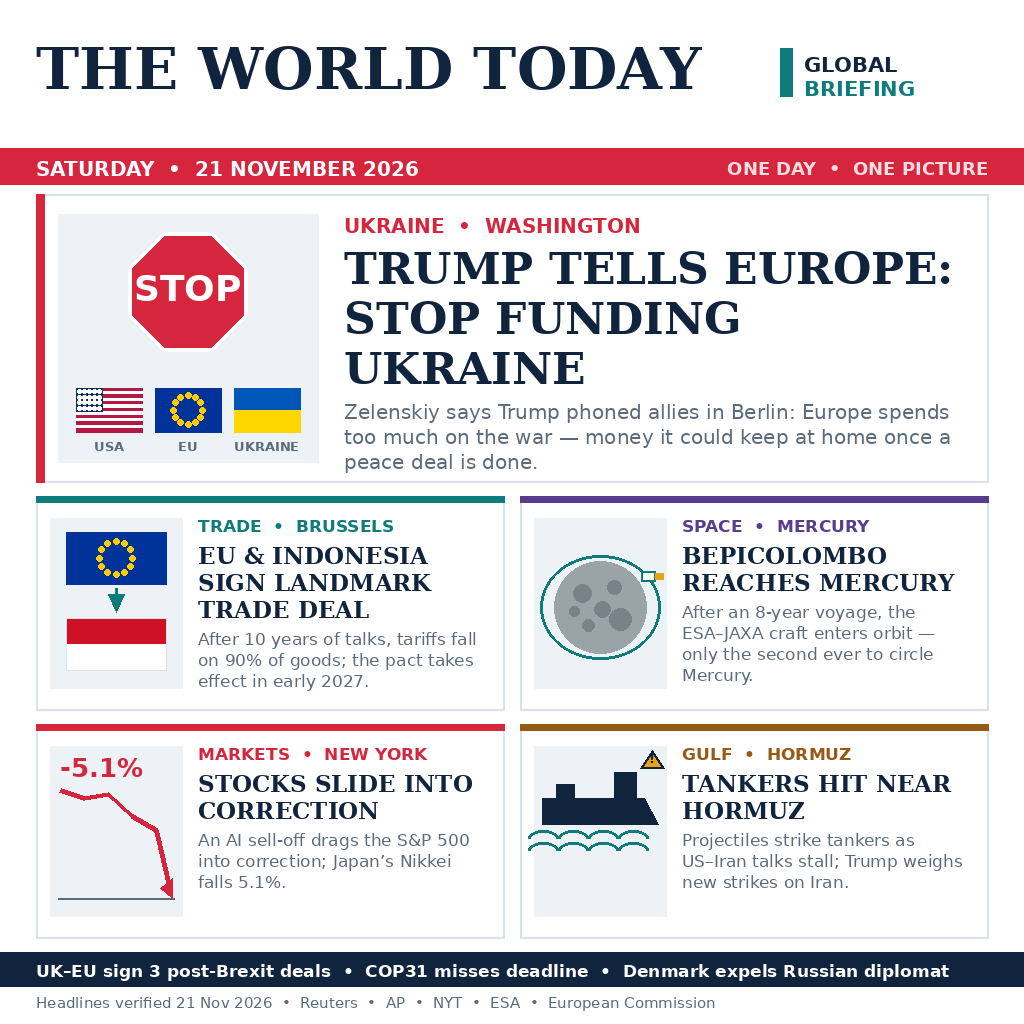 THE WORLD TODAY
GLOBAL
BRIEFING
SATURDAY • 21 NOVEMBER 2026
ONE DAY • ONE PICTURE
STOP
USA
EU
UKRAINE
UKRAINE • WASHINGTON
TRUMP TELLS EUROPE:
STOP FUNDING
UKRAINE
Zelenskiy says Trump phoned allies in Berlin: Europe spends
too much on the war — money it could keep at home once a
peace deal is done.
TRADE • BRUSSELS
EU & INDONESIA
SIGN LANDMARK
TRADE DEAL
After 10 years of talks, tariffs fall
on 90% of goods; the pact takes
effect in early 2027.
SPACE • MERCURY
BEPICOLOMBO
REACHES MERCURY
After an 8-year voyage, the
ESA–JAXA craft enters orbit —
only the second ever to circle
Mercury.
-5.1%
MARKETS • NEW YORK
STOCKS SLIDE INTO
CORRECTION
An AI sell-off drags the S&P 500
into correction; Japan’s Nikkei
falls 5.1%.
!
GULF • HORMUZ
TANKERS HIT NEAR
HORMUZ
Projectiles strike tankers as
US–Iran talks stall; Trump weighs
new strikes on Iran.
UK–EU sign 3 post-Brexit deals • COP31 misses deadline • Denmark expels Russian diplomat
Headlines verified 21 Nov 2026 • Reuters • AP • NYT • ESA • European Commission